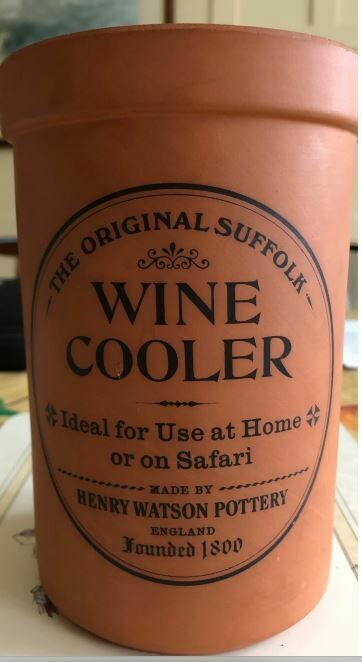 THE ORIGINAL SUFFOLK
WINE
COOLER
Ideal for Use at Home
or on Safari
MADE BY
HENRY WATSON POTTERY
ENGLAND
Founded 1800